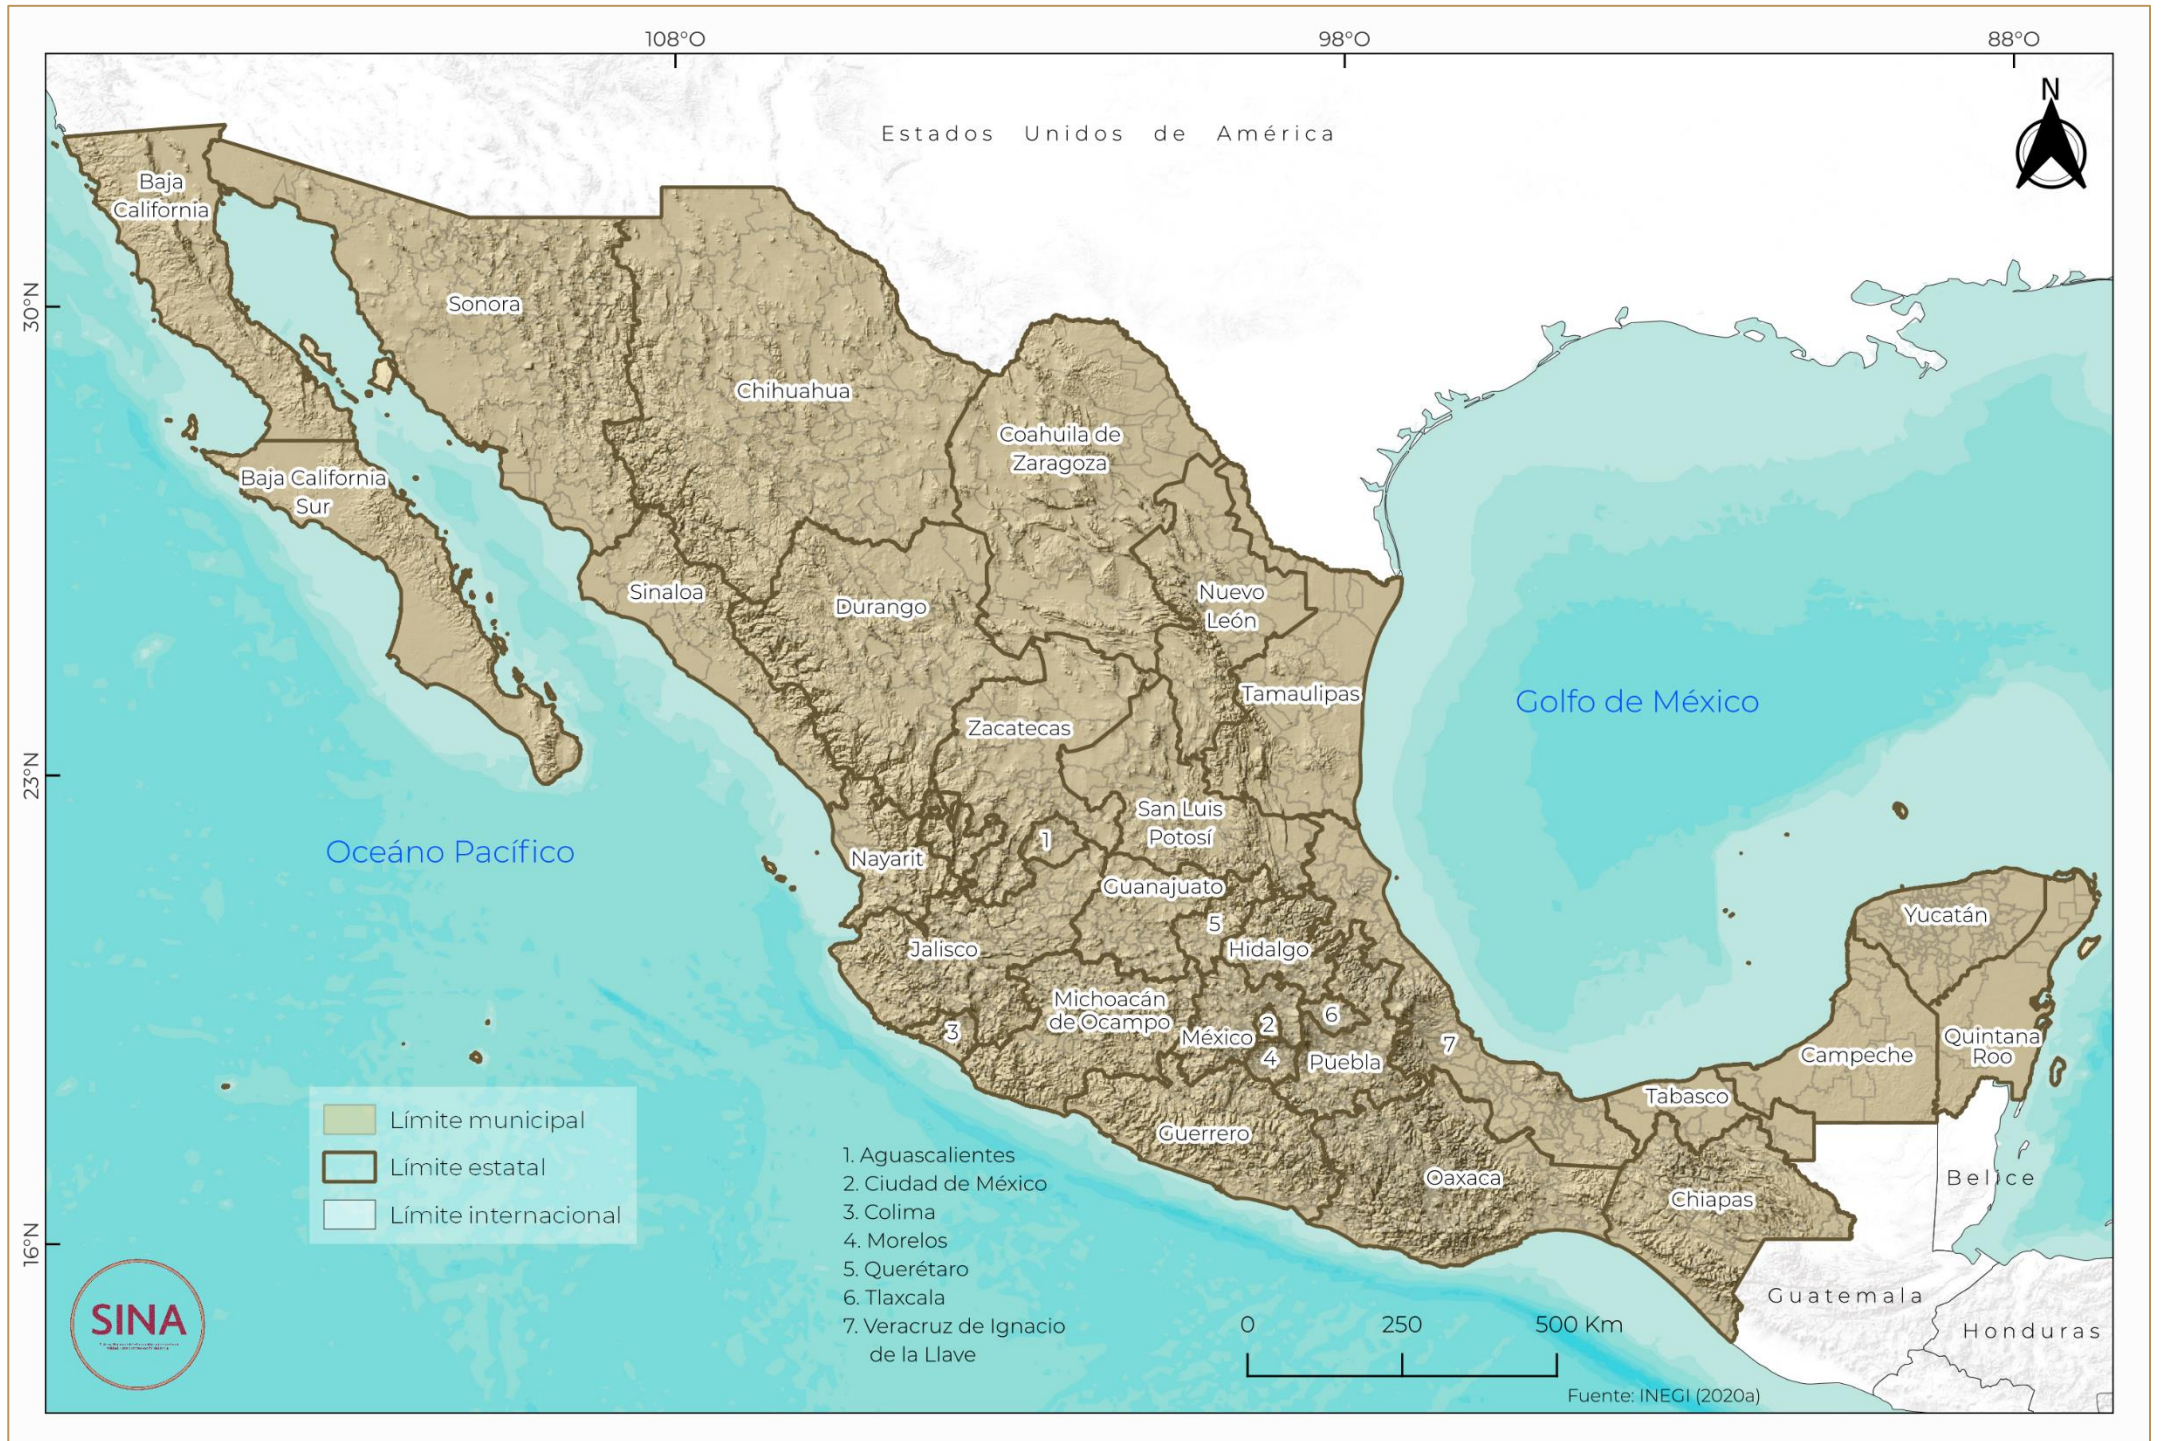 108°O
98°O
88°O
N
Estados Unidos de América
30°N
23°N
16°N
Baja
California
Sonora
Chihuahua
Coahuila de
Zaragoza
Baja California
Sur
Sinaloa
Durango
Nuevo
León
Tamaulipas
Golfo de México
Zacatecas
San Luis
Potosí
Oceáno Pacífico
Nayarit
1
Guanajuato
5
Hidalgo
Jalisco
Yucatán
Michoacán
de Ocampo
3
México
2
6
4
Puebla
7
Quintana
Roo
Campeche
Tabasco
Guerrero
Oaxaca
Chiapas
Belice
Guatemala
Honduras
Límite municipal
Límite estatal
Límite internacional
1. Aguascalientes
2. Ciudad de México
3. Colima
4. Morelos
5. Querétaro
6. Tlaxcala
7. Veracruz de Ignacio
de la Llave
0 250 500 Km
Fuente: INEGI (2020a)
SINA